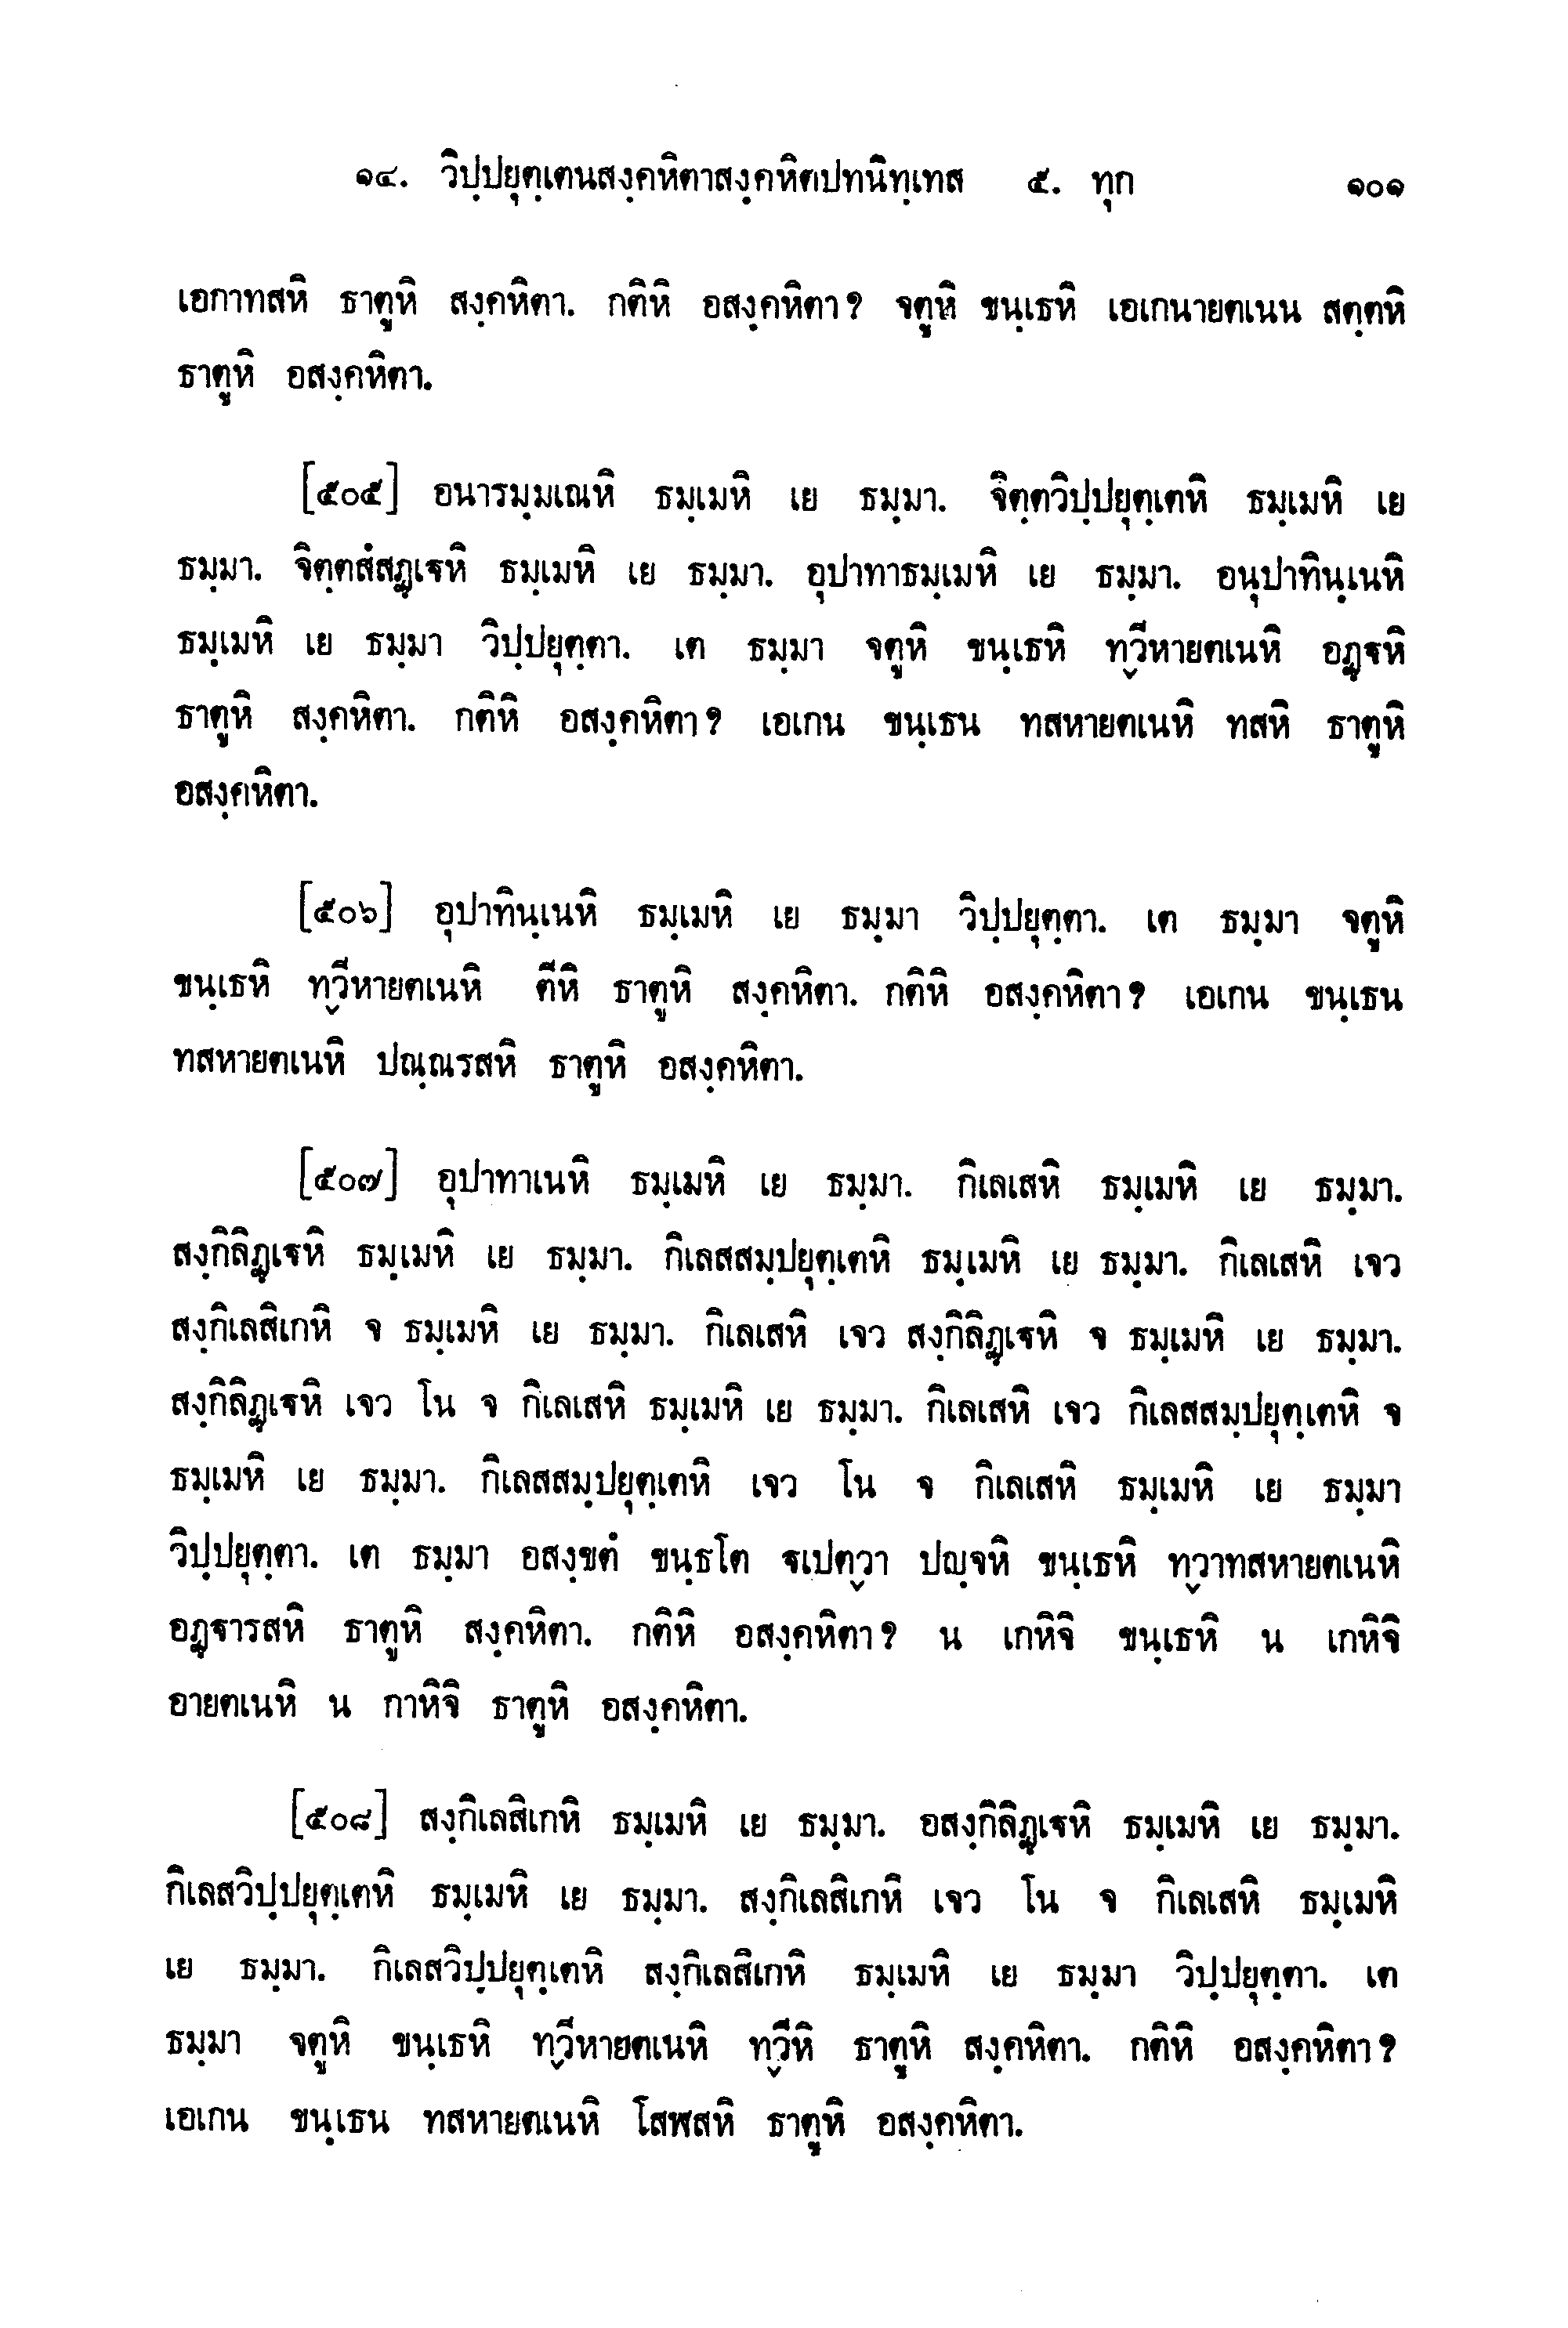 ๑๔. วิปฺปยุตฺเตนสงฺคหิตาสงฺคหิตปทนิทฺเทส ๕. ทุก ๑๐๑
เอกาทสหิ ธาตูหิ สงฺคหิตา. กติหิ อสงฺคหิตา? จตูหิ ขนฺเธหิ เอเกนายตเนน สตฺตหิ
ธาตูหิ อสงฺคหิตา.
[๕๐๕] อนารมฺมเณหิ ธมฺเมหิ เย ธมฺมา. จิตฺตวิปฺปยุตฺเตหิ ธมฺเมหิ เย
ธมฺมา. จิตฺตสํสฏฺเฐหิ ธมฺเมหิ เย ธมฺมา. อุปาทาธมฺเมหิ เย ธมฺมา. อนุปาทินฺเนหิ
ธมฺเมหิ เย ธมฺมา วิปฺปยุตฺตา. เต ธมฺมา จตูหิ ขนฺเธหิ ทฺวีหายตเนหิ อฏฺฐหิ
ธาตูหิ สงฺคหิตา. กติหิ อสงฺคหิตา? เอเกน ขนฺเธน ทสหายตเนหิ ทสหิ ธาตูหิ
อสงฺคหิตา.
[๕๐๖] อุปาทินฺเนหิ ธมฺเมหิ เย ธมฺมา วิปฺปยุตฺตา. เต ธมฺมา จตูหิ
ขนฺเธหิ ทฺวีหายตเนหิ ตีหิ ธาตูหิ สงฺคหิตา. กติหิ อสงฺคหิตา? เอเกน ขนฺเธน
ทสหายตเนหิ ปณฺณรสหิ ธาตูหิ อสงฺคหิตา.
[๕๐๗] อุปาทาเนหิ ธมฺเมหิ เย ธมฺมา. กิเลเสหิ ธมฺเมหิ เย ธมฺมา.
สงฺกิลิฏฺเฐหิ ธมฺเมหิ เย ธมฺมา. กิเลสสมฺปยุตฺเตหิ ธมฺเมหิ เย ธมฺมา. กิเลเสหิ เจว
สงฺกิเลสิเกหิ จ ธมฺเมหิ เย ธมฺมา. กิเลเสหิ เจว สงฺกิลิฏฺเฐหิ จ ธมฺเมหิ เย ธมฺมา.
สงฺกิลิฏฺเฐหิ เจว โน จ กิเลเสหิ ธมฺเมหิ เย ธมฺมา. กิเลเสหิ เจว กิเลสสมฺปยุตฺเตหิ จ
ธมฺเมหิ เย ธมฺมา. กิเลสสมฺปยุตฺเตหิ เจว โน จ กิเลเสหิ ธมฺเมหิ เย ธมฺมา
วิปฺปยุตฺตา. เต ธมฺมา อสงฺขตํ ขนฺธโต ฐเปตฺวา ปญฺจหิ ขนฺเธหิ ทฺวาทสหายตเนหิ
อฏฺฐารสหิ ธาตูหิ สงฺคหิตา. กติหิ อสงฺคหิตา? น เกหิจิ ขนฺเธหิ น เกหิจิ
อายตเนหิ น กาหิจิ ธาตูหิ อสงฺคหิตา.
[๕๐๘] สงฺกิเลสิเกหิ ธมฺเมหิ เย ธมฺมา. อสงฺกิลิฏฺเฐหิ ธมฺเมหิ เย ธมฺมา.
กิเลสวิปฺปยุตฺเตหิ ธมฺเมหิ เย ธมฺมา. สงฺกิเลสิเกหิ เจว โน จ กิเลเสหิ ธมฺเมหิ
เย ธมฺมา. กิเลสวิปฺปยุตฺเตหิ สงฺกิเลสิเกหิ ธมฺเมหิ เย ธมฺมา วิปฺปยุตฺตา. เต
ธมฺมา จตูหิ ขนฺเธหิ ทฺวีหายตเนหิ ทฺวีหิ ธาตูหิ สงฺคหิตา. กติหิ อสงฺคหิตา?
เอเกน ขนฺเธน ทสหายตเนหิ โสฬสหิ ธาตูหิ อสงฺคหิตา.